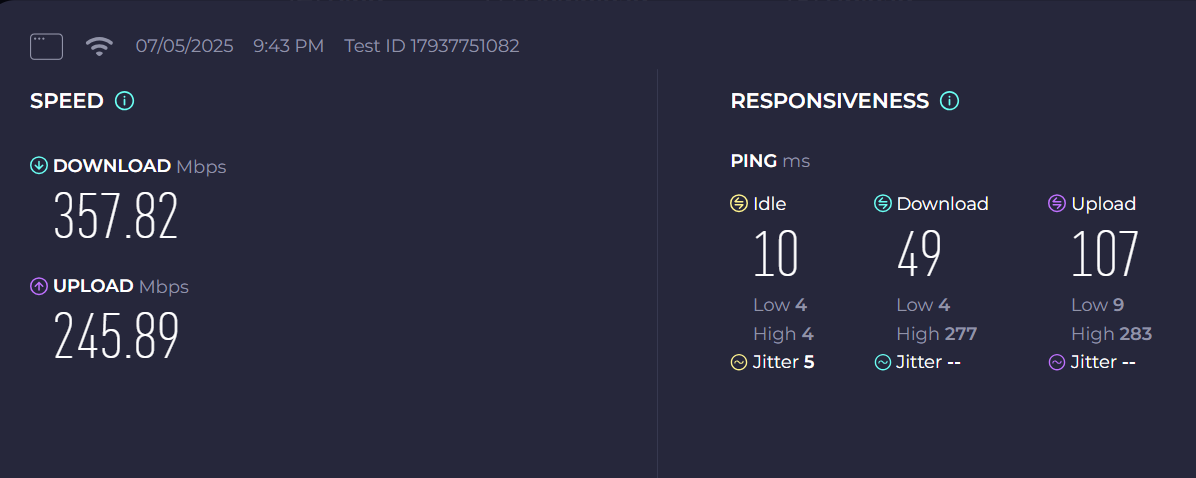 07/05/2025 9:43 PM Test ID 17937751082
SPEED
DOWNLOAD Mbps
357.82
UPLOAD Mbps
245.89
RESPONSIVENESS
PING ms
Idle Download Upload
10 49 107
Low 4 Low 4 Low 9
High 4 High 277 High 283
Jitter 5 Jitter -- Jitter --